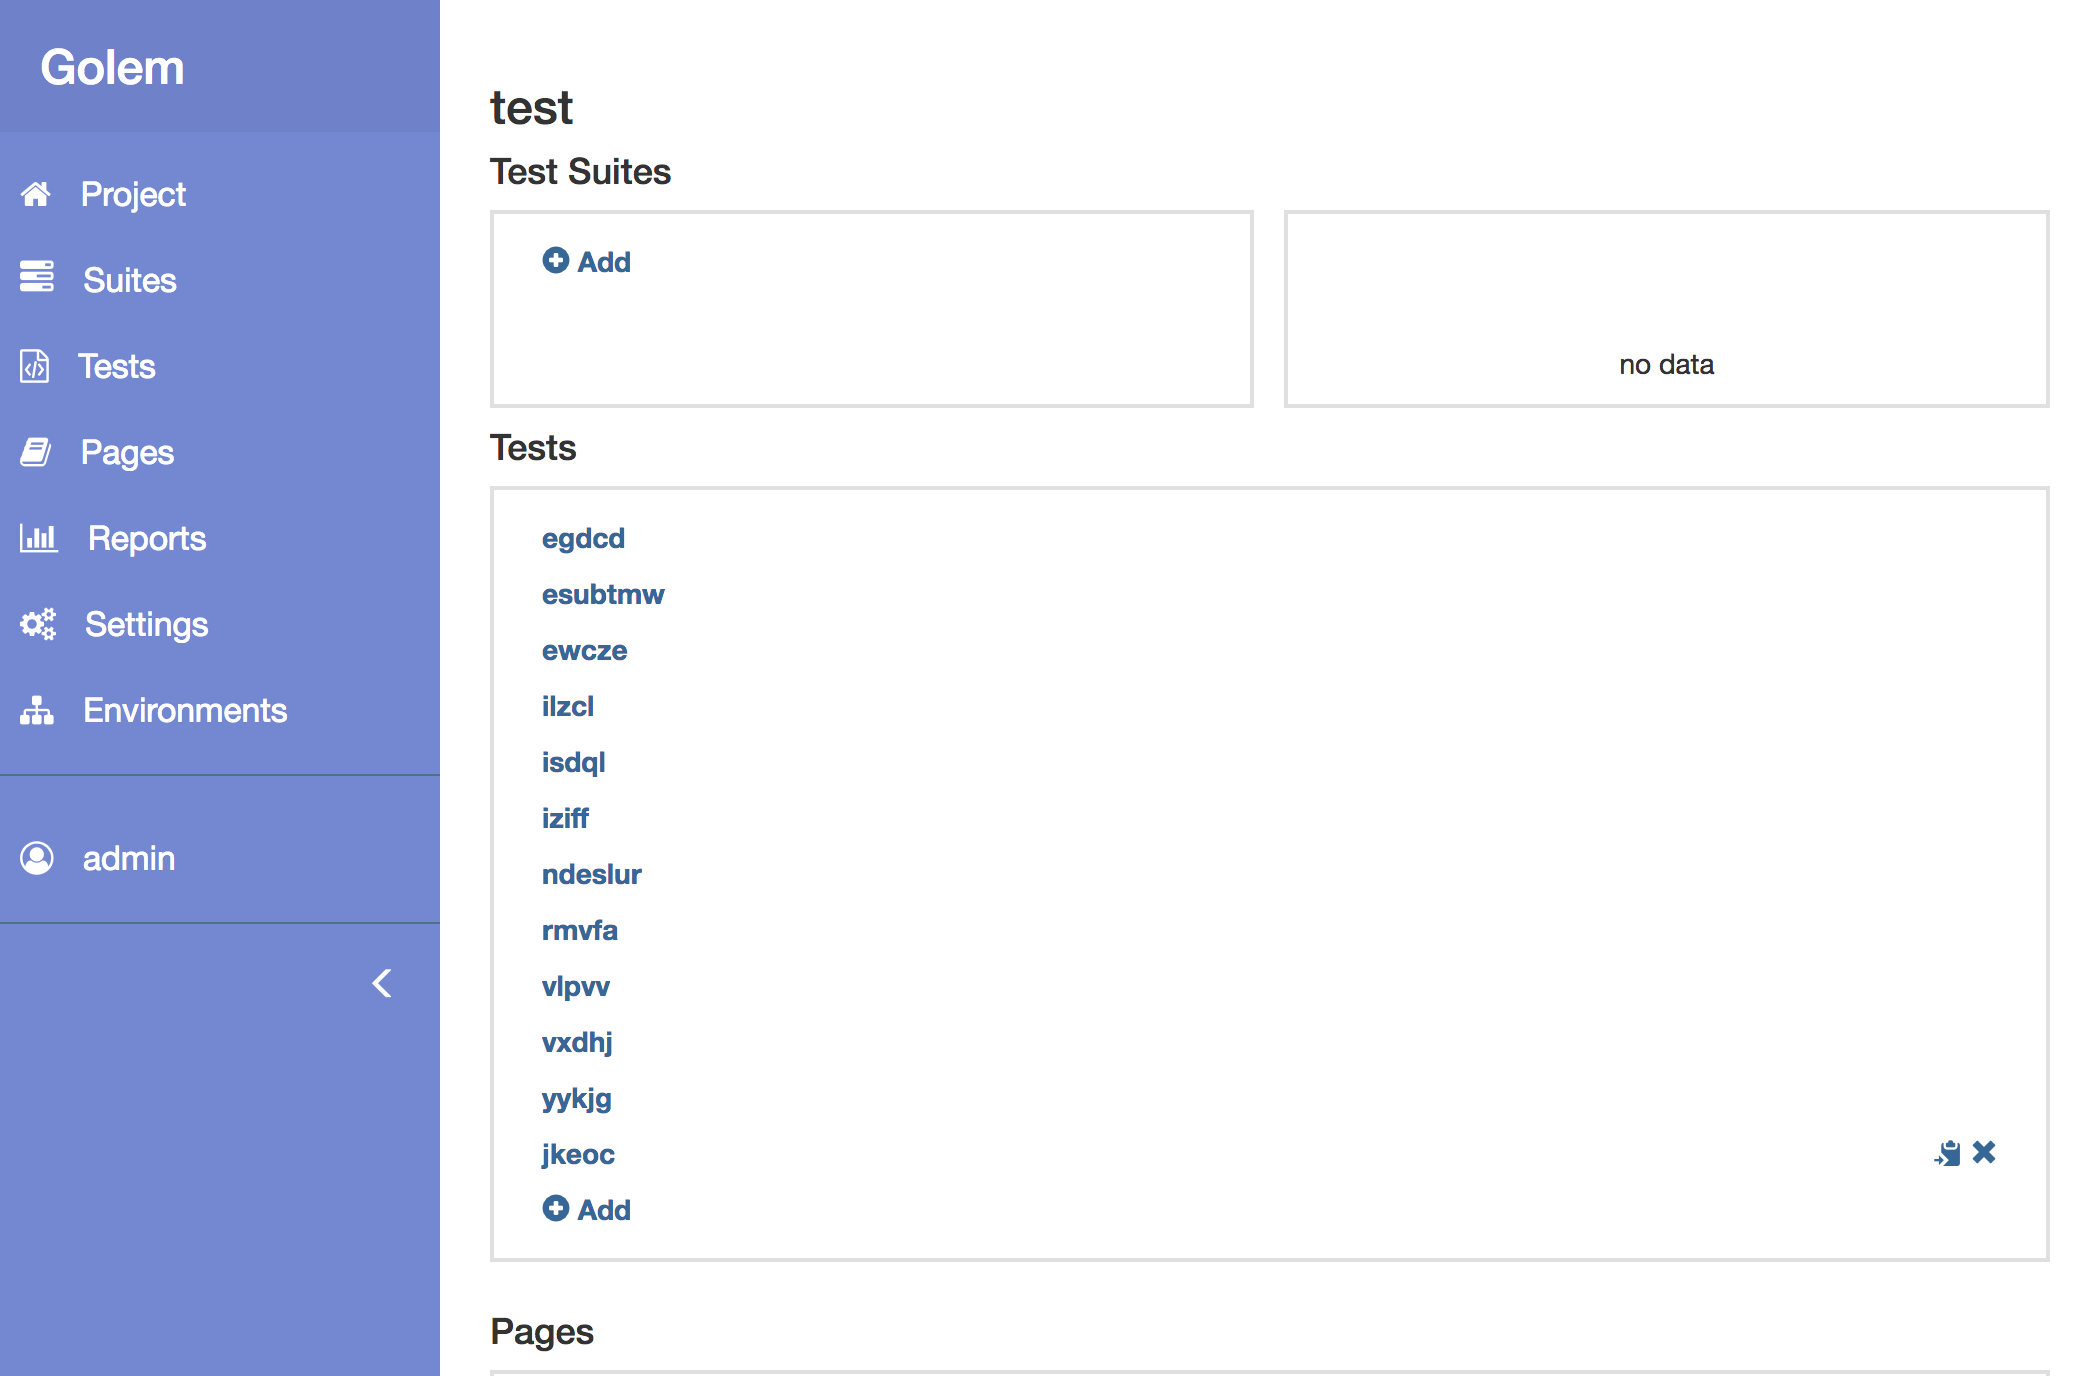 Golem
Project
Suites
Tests
Pages
Reports
Settings
Environments
admin
test
Test Suites
Add
no data
Tests
egdcd
esubtmw
ewcze
ilzcl
isdql
iziff
ndeslur
rmvfa
vlpvv
vxdhj
yykjg
jkeoc
Add
Pages